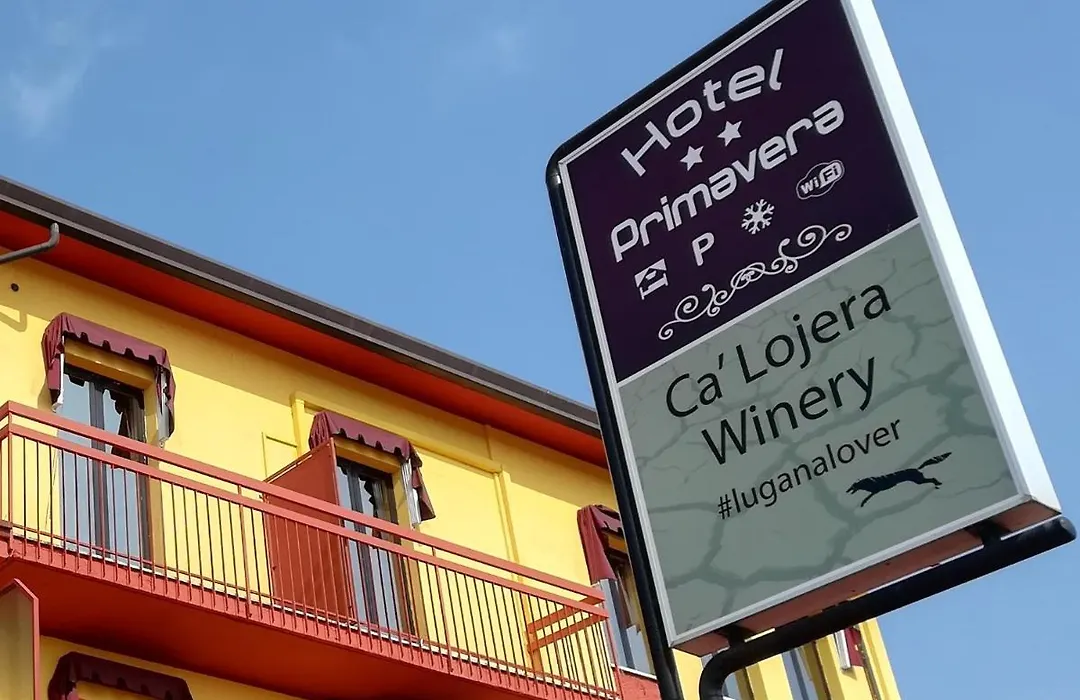 Hotel
Primavera
WiFi
P
Ca' Lojera
Winery
#luganalover